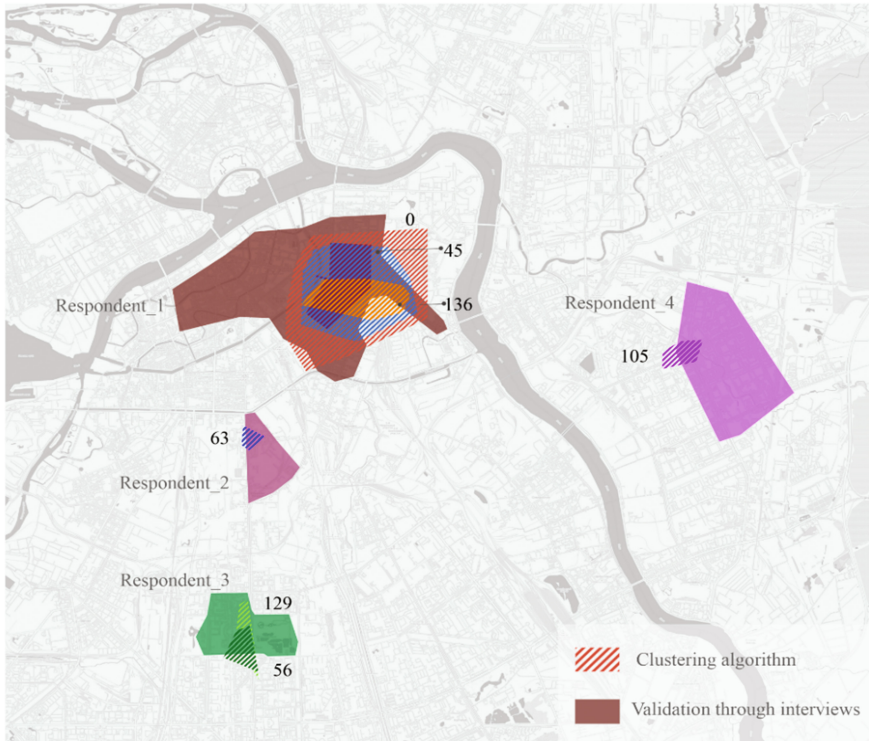 0
45
Respondent_1
136
Respondent_4
105
63
Respondent_2
Respondent_3
129
56
Clustering algorithm
Validation through interviews